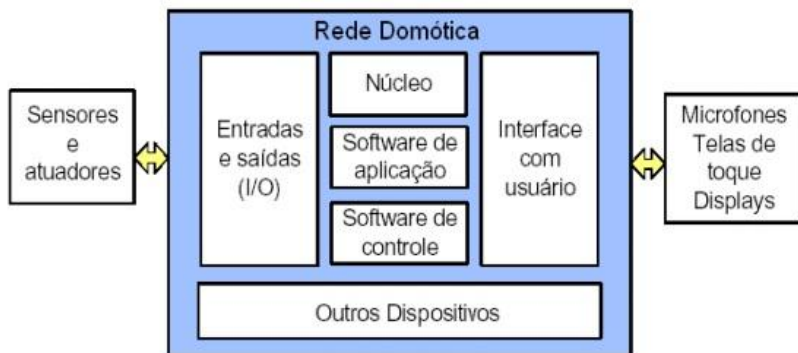 Rede Domótica
Sensores
e
atuadores
Entradas
e saídas
(I/O)
Núcleo
Software de
aplicação
Software de
controle
Interface
com
usuário
Microfones
Telas de
toque
Displays
Outros Dispositivos